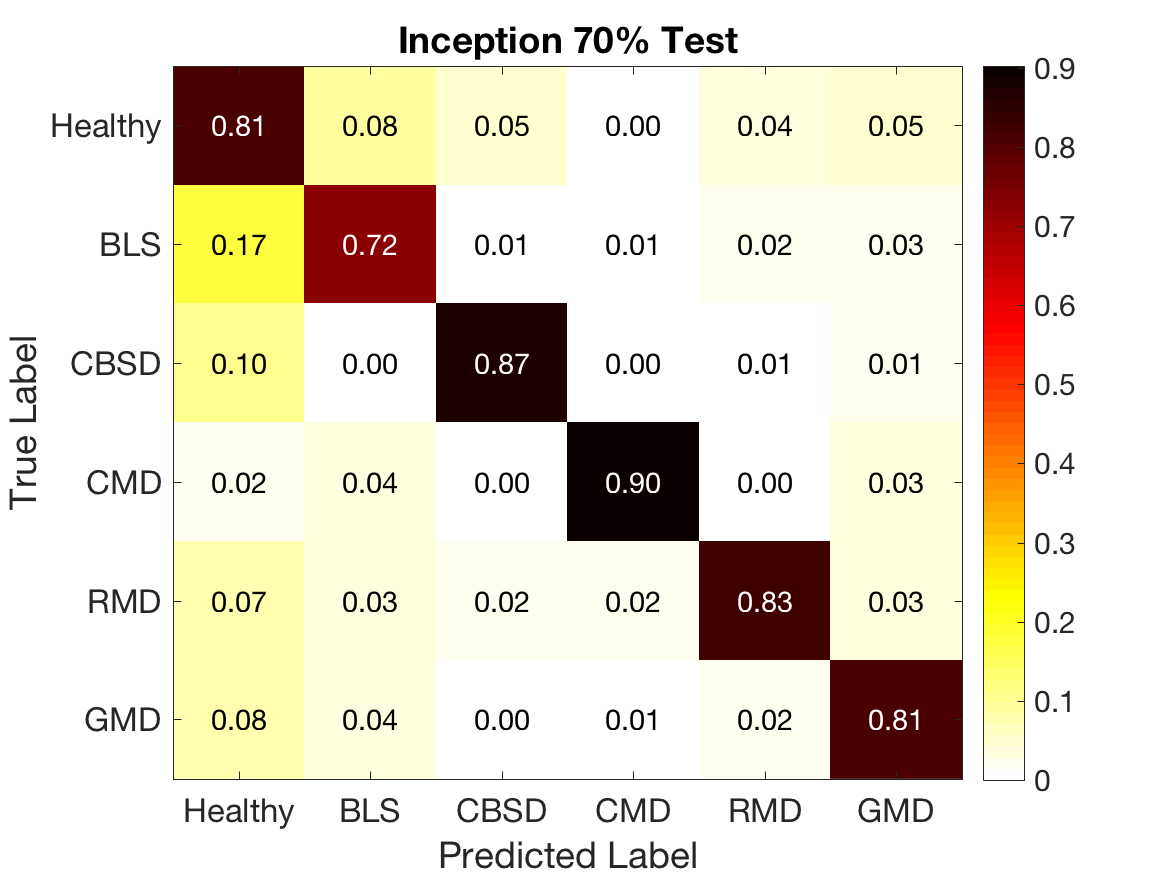 Inception 70% Test
Healthy 0.81 0.08 0.05 0.00 0.04 0.05
BLS 0.17 0.72 0.01 0.01 0.02 0.03
CBSD 0.10 0.00 0.87 0.00 0.01 0.01
CMD 0.02 0.04 0.00 0.90 0.00 0.03
RMD 0.07 0.03 0.02 0.02 0.83 0.03
GMD 0.08 0.04 0.00 0.01 0.02 0.81
Healthy BLS CBSD CMD RMD GMD
Predicted Label
True Label
0.9
0.8
0.7
0.6
0.5
0.4
0.3
0.2
0.1
0